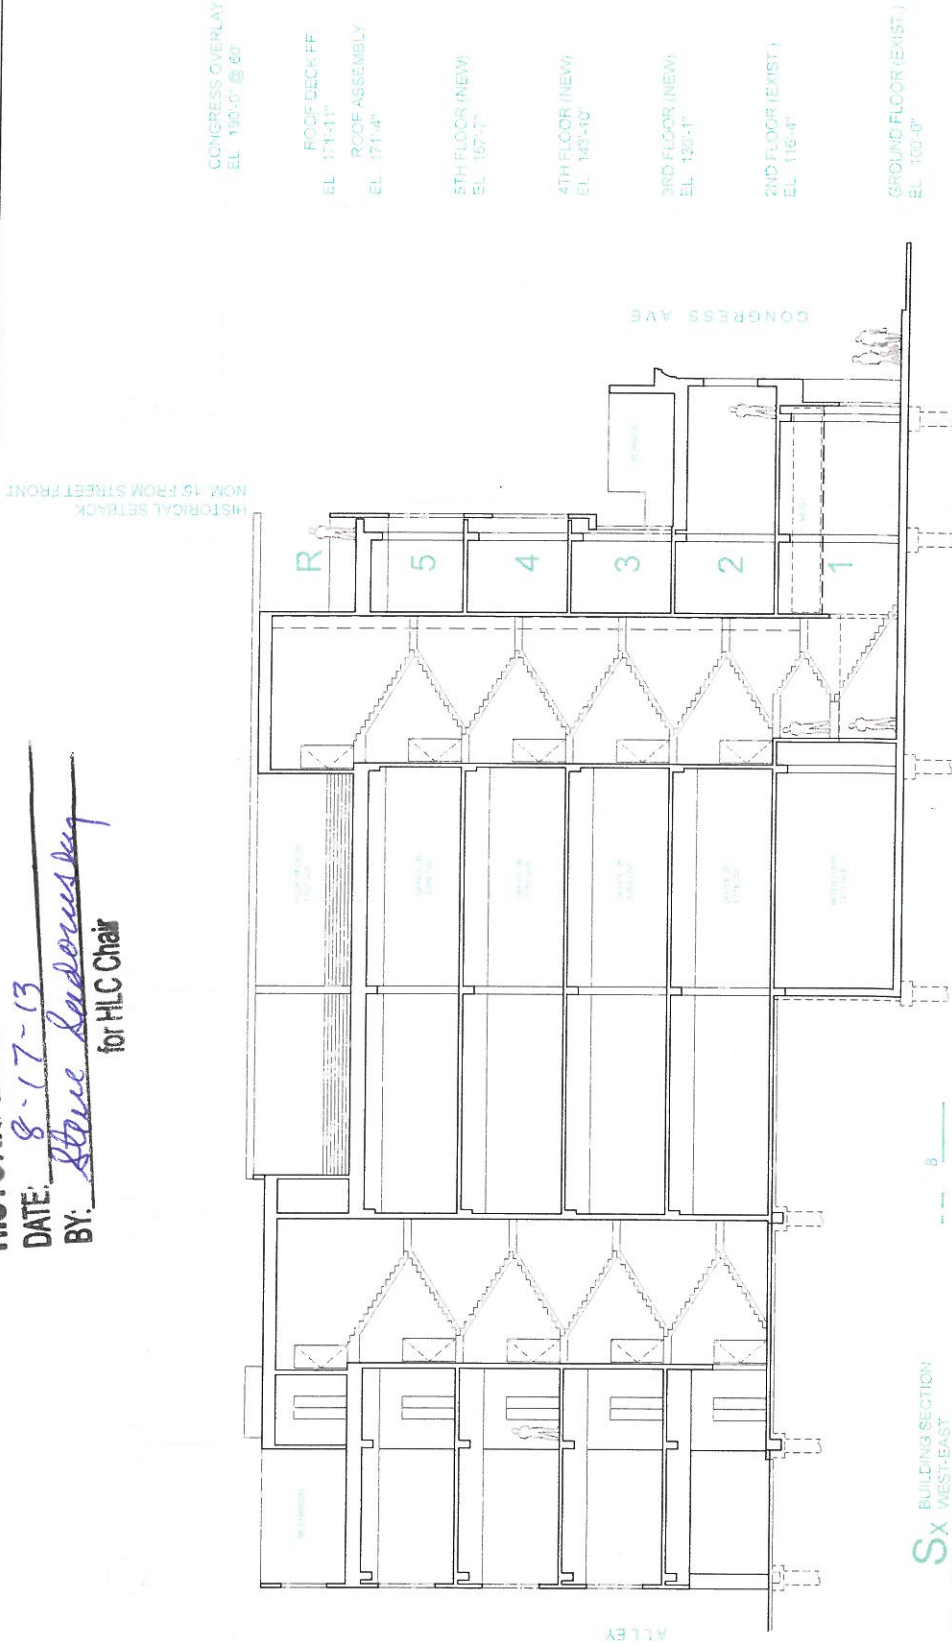 DATE: 8-17-13
BY: Steve Sadowsky
for HLC Chair
CONGRESS OVERLAY
EL 190'-0" @ 60'
ROOF DECK FF
EL 171'-11"
ROOF ASSEMBLY
EL 171'-4"
5TH FLOOR (NEW)
EL 157'-7"
4TH FLOOR (NEW)
EL 143'-10"
3RD FLOOR (NEW)
EL 130'-1"
2ND FLOOR (EXIST.)
EL 116'-4"
GROUND FLOOR (EXIST.)
EL 100'-0"
HISTORICAL SETBACK
NOM. 15' FROM STREET FRONT
CONGRESS AVE
ALLEY
R
5
4
3
2
1
TERRACE
MECHANICAL
8
Sx BUILDING SECTION
WEST-EAST